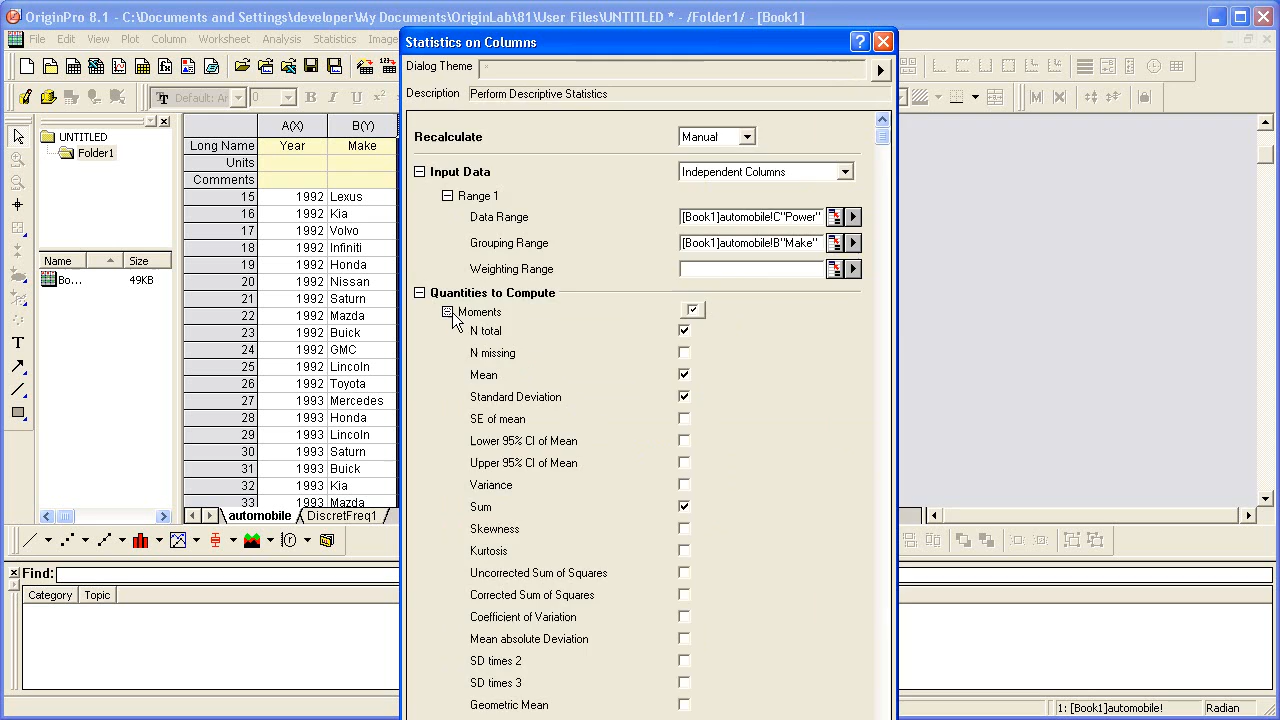 OriginPro 8.1 - C:\Documents and Settings\developer\My Documents\OriginLab\81\User Files\UNTITLED * - /Folder1/ - [Book1]
File Edit View Plot Column Worksheet Analysis Statistics Image
Default: Ar 0 B I U
UNTITLED
Folder1
Name Size
Bo... 49KB
A(X) B(Y)
Long Name Year Make
Units
Comments
15 1992 Lexus
16 1992 Kia
17 1992 Volvo
18 1992 Infiniti
19 1992 Honda
20 1992 Nissan
21 1992 Saturn
22 1992 Mazda
23 1992 Buick
24 1992 GMC
25 1992 Lincoln
26 1992 Toyota
27 1993 Mercedes
28 1993 Honda
29 1993 Lincoln
30 1993 Saturn
31 1993 Buick
32 1993 Kia
33 1993 Mazda
automobile DiscretFreq1
Statistics on Columns
Dialog Theme *
Description Perform Descriptive Statistics
Recalculate Manual
Input Data Independent Columns
Range 1
Data Range [Book1]automobile!C"Power"
Grouping Range [Book1]automobile!B"Make"
Weighting Range
Quantities to Compute
Moments
N total
N missing
Mean
Standard Deviation
SE of mean
Lower 95% CI of Mean
Upper 95% CI of Mean
Variance
Sum
Skewness
Kurtosis
Uncorrected Sum of Squares
Corrected Sum of Squares
Coefficient of Variation
Mean absolute Deviation
SD times 2
SD times 3
Geometric Mean
Find:
Category Topic
1: [Book1]automobile! Radian